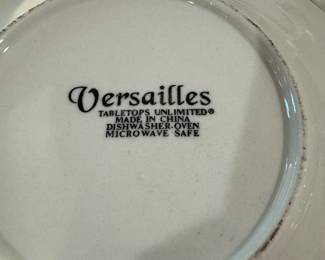 Versailles
TABLETOPS UNLIMITED®
MADE IN CHINA
DISHWASHER-OVEN
MICROWAVE SAFE